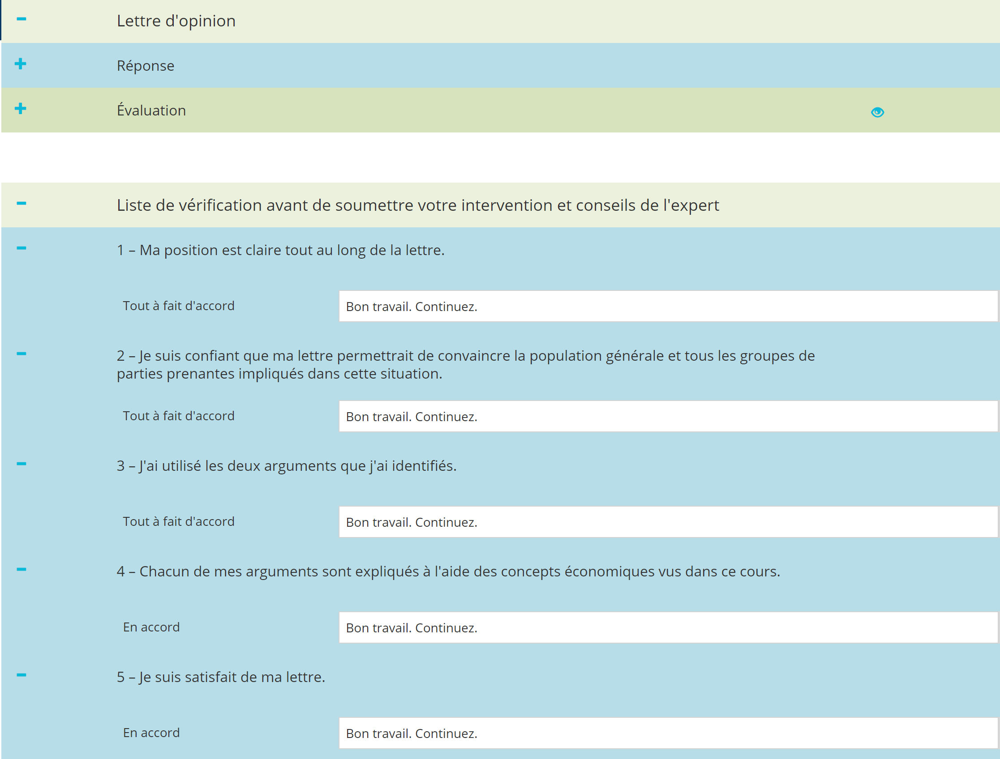 Lettre d'opinion
Réponse
Évaluation
Liste de vérification avant de soumettre votre intervention et conseils de l'expert
1 – Ma position est claire tout au long de la lettre.
Tout à fait d'accord
Bon travail. Continuez.
2 – Je suis confiant que ma lettre permettrait de convaincre la population générale et tous les groupes de
parties prenantes impliqués dans cette situation.
Tout à fait d'accord
Bon travail. Continuez.
3 – J'ai utilisé les deux arguments que j'ai identifiés.
Tout à fait d'accord
Bon travail. Continuez.
4 – Chacun de mes arguments sont expliqués à l'aide des concepts économiques vus dans ce cours.
En accord
Bon travail. Continuez.
5 – Je suis satisfait de ma lettre.
En accord
Bon travail. Continuez.